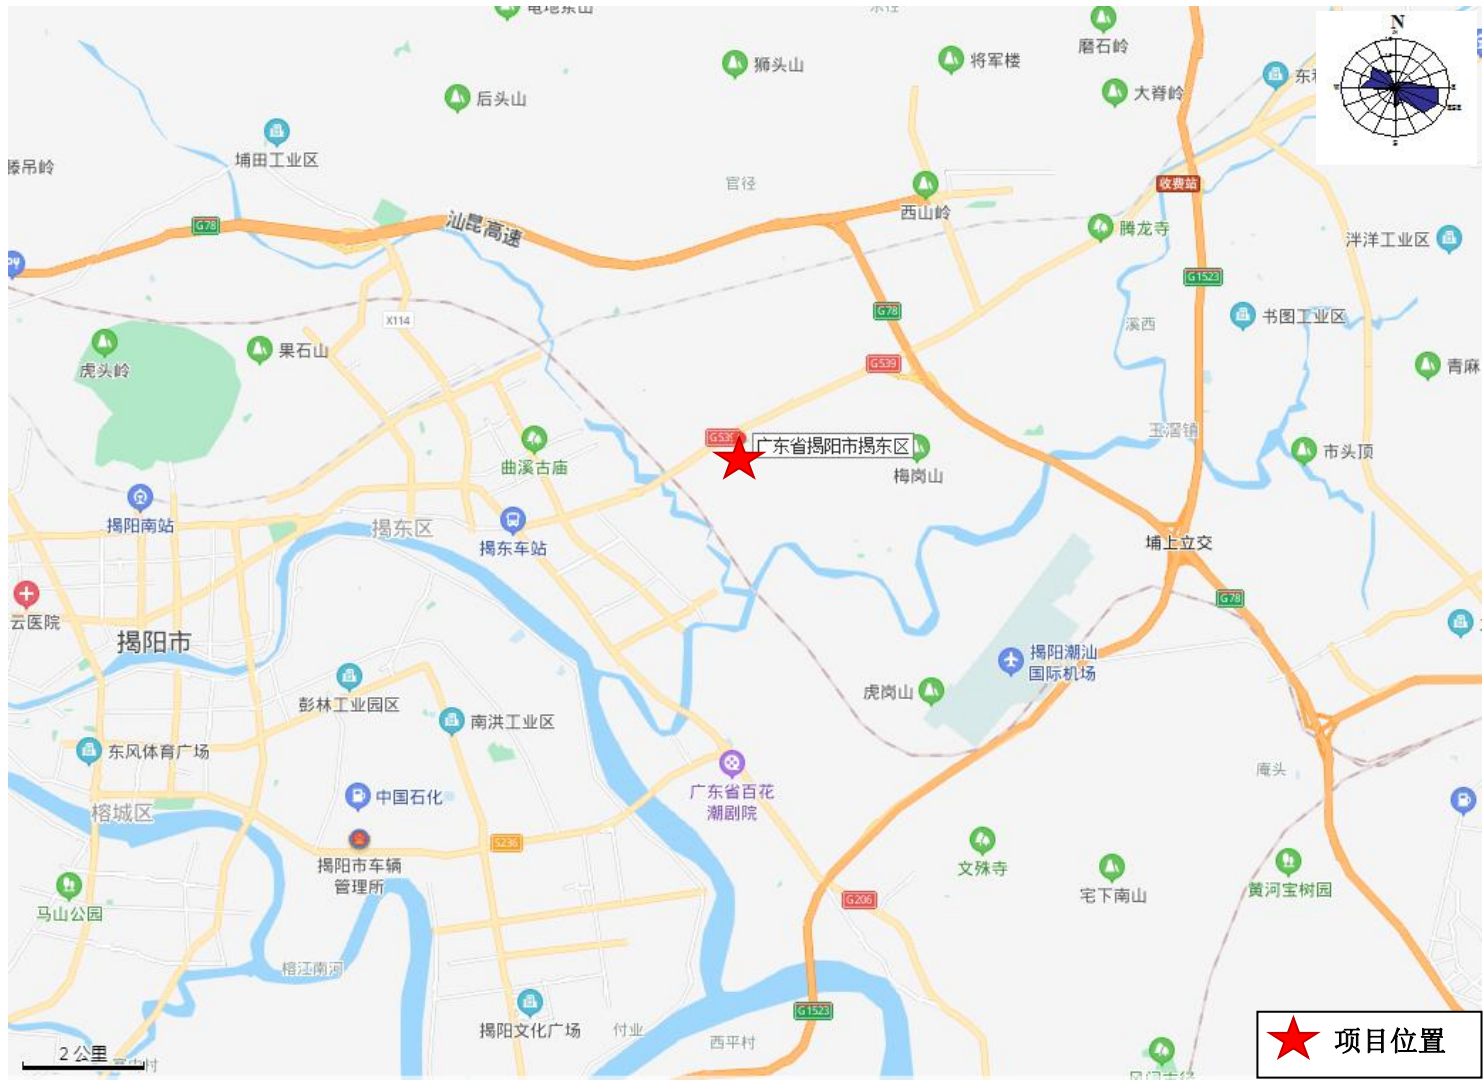 狮头山
将军楼
磨石岭
N
后头山
大脊岭
埔田工业区
官径
收费站
西山岭
腾龙寺
G78
汕昆高速
泮洋工业区
G1523
G78
X114
溪西
书图工业区
果石山
虎头岭
G539
青麻
G539
广东省揭阳市揭东区
玉滘镇
市头顶
曲溪古庙
梅岗山
揭阳南站
揭东区
揭东车站
埔上立交
G78
云医院
揭阳市
揭阳潮汕
国际机场
虎岗山
彭林工业园区
南洪工业区
东风体育广场
庵头
广东省百花
潮剧院
中国石化
榕城区
S236
揭阳市车辆
管理所
文殊寺
宅下南山
黄河宝树园
马山公园
G206
榕江南河
G1523
揭阳文化广场
付业
西平村
项目位置
2 公里